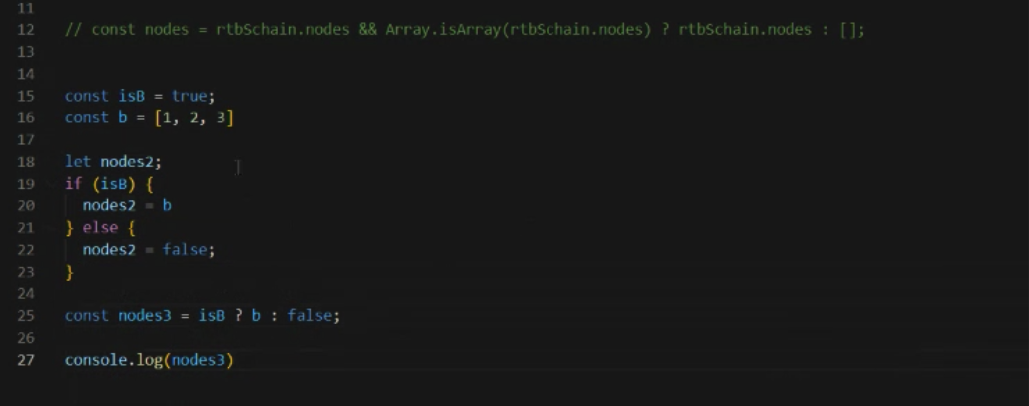 11
12 // const nodes = rtbSchain.nodes && Array.isArray(rtbSchain.nodes) ? rtbSchain.nodes : [];
13
14
15 const isB = true;
16 const b = [1, 2, 3]
17
18 let nodes2;
19 if (isB) {
20 nodes2 = b
21 } else {
22 nodes2 = false;
23 }
24
25 const nodes3 = isB ? b : false;
26
27 console.log(nodes3)